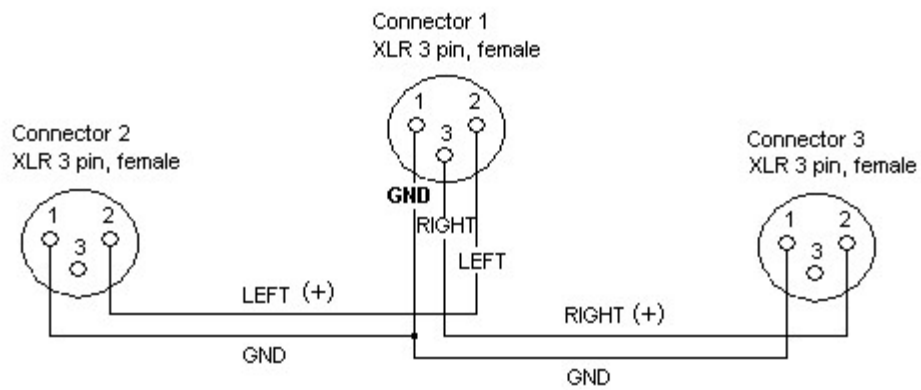 Connector 1
XLR 3 pin, female
1 2
3
Connector 2
XLR 3 pin, female
1 2
3
Connector 3
XLR 3 pin, female
1 2
3
GND
RIGHT
LEFT
LEFT (+)
RIGHT (+)
GND
GND